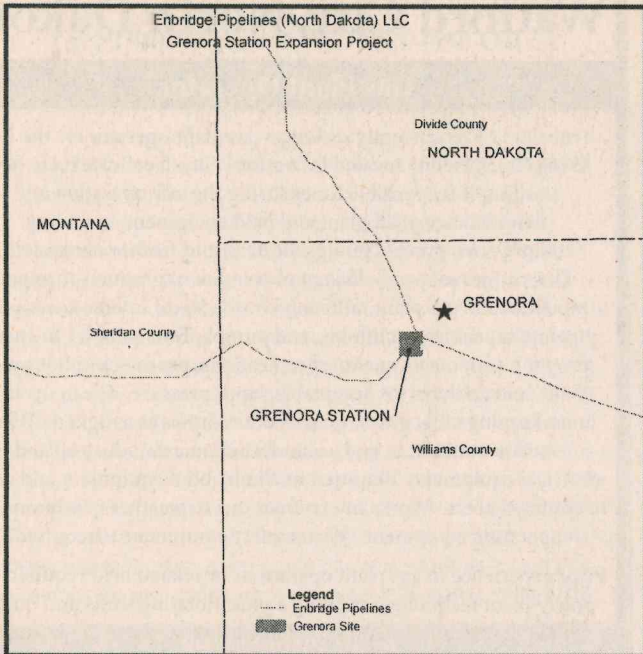 Enbridge Pipelines (North Dakota) LLC
Grenora Station Expansion Project
Divide County
NORTH DAKOTA
MONTANA
GRENORA
Sheridan County
GRENORA STATION
Williams County
Legend
Enbridge Pipelines
Grenora Site